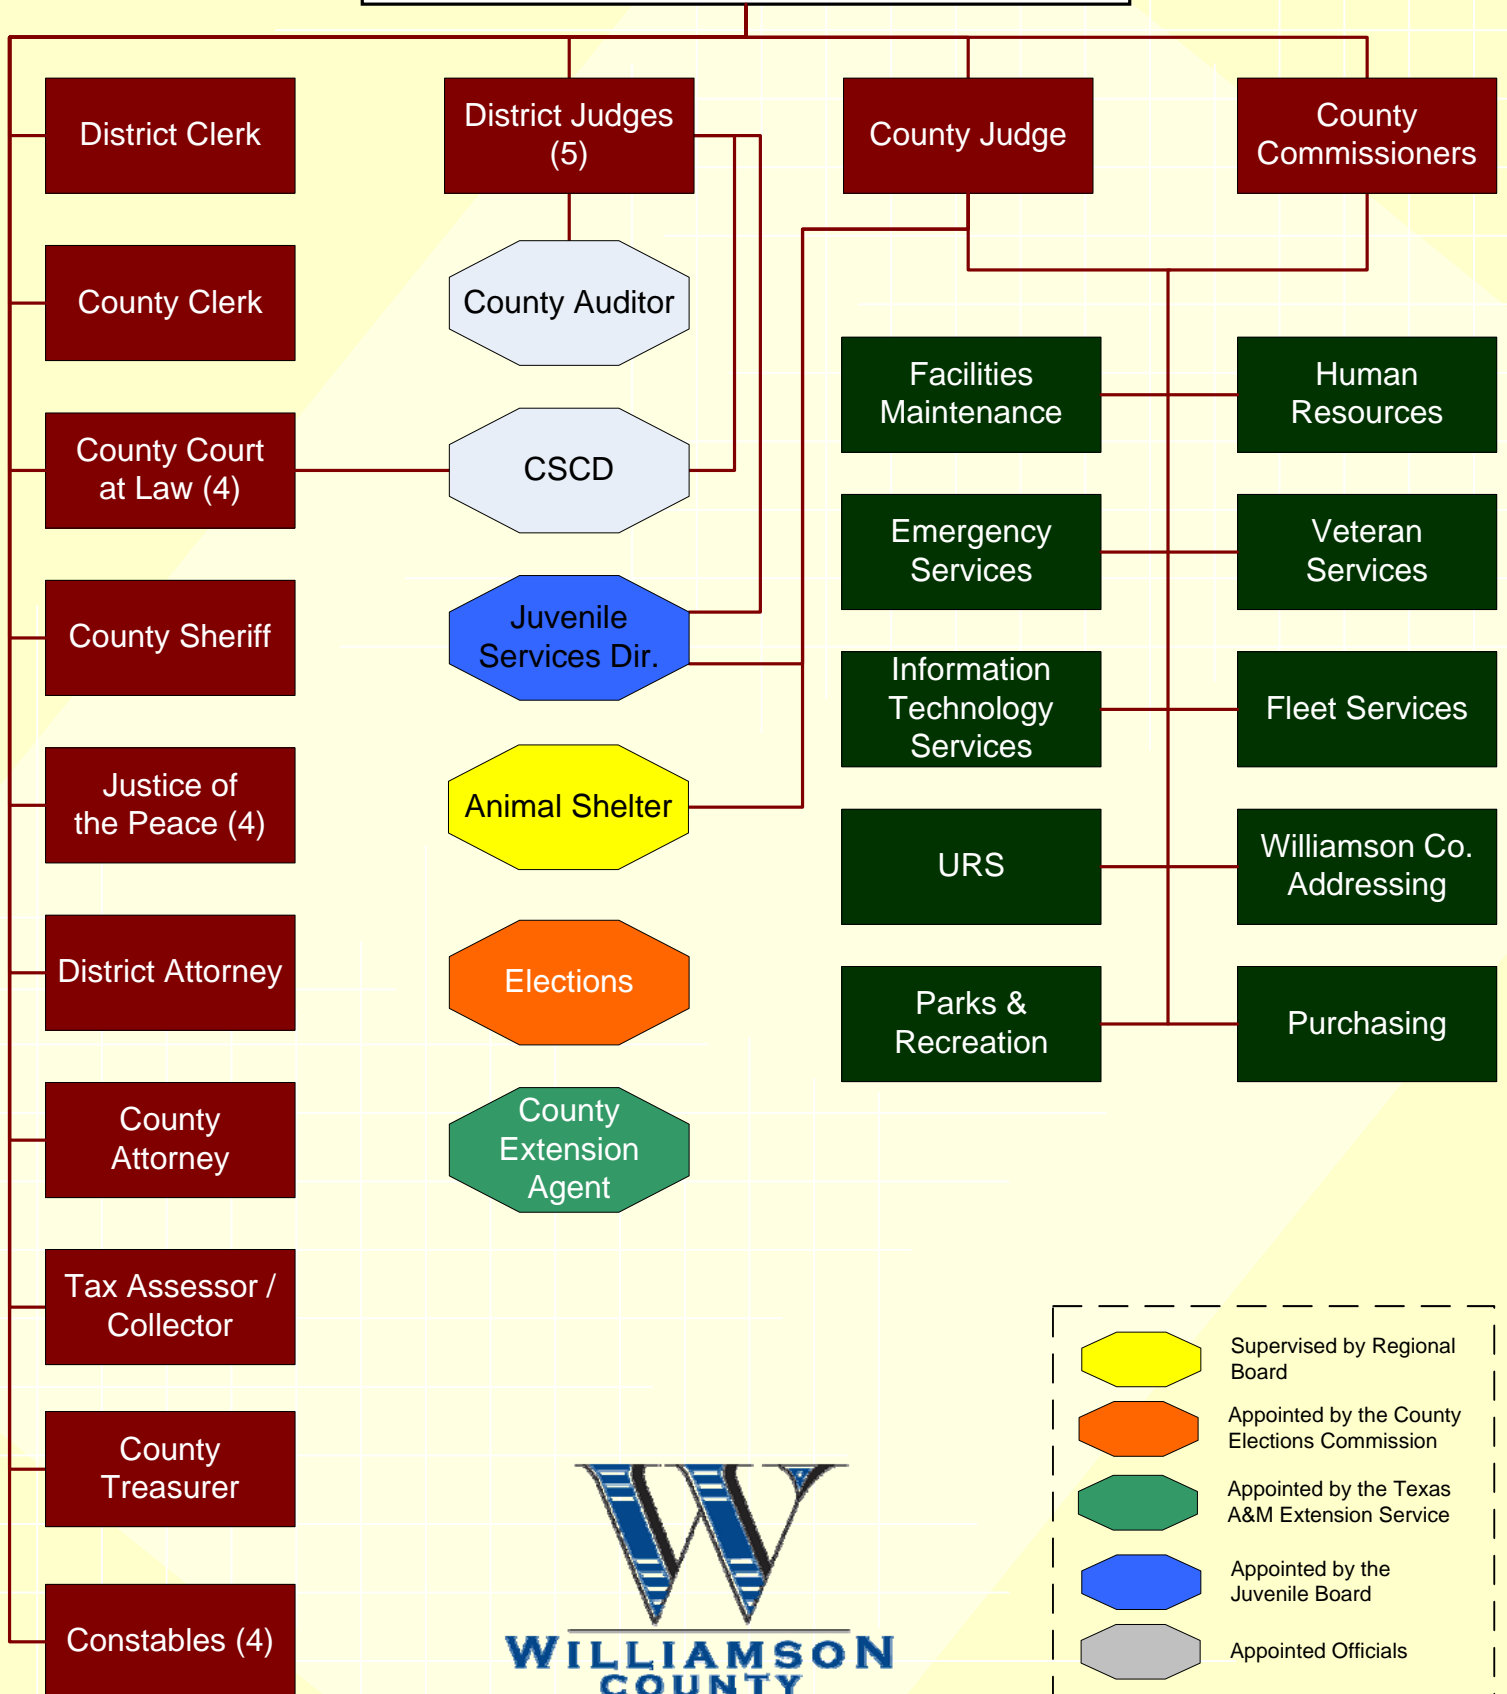 District Clerk
District Judges
(5)
County Judge
County
Commissioners
County Clerk
County Auditor
Facilities
Maintenance
Human
Resources
County Court
at Law (4)
CSCD
Emergency
Services
Veteran
Services
County Sheriff
Juvenile
Services Dir.
Information
Technology
Services
Fleet Services
Justice of
the Peace (4)
Animal Shelter
URS
Williamson Co.
Addressing
District Attorney
Elections
Parks &
Recreation
Purchasing
County
Attorney
County
Extension
Agent
Tax Assessor /
Collector
County
Treasurer
Constables (4)
W
WILLIAMSON
COUNTY
Supervised by Regional
Board
Appointed by the County
Elections Commission
Appointed by the Texas
A&M Extension Service
Appointed by the
Juvenile Board
Appointed Officials